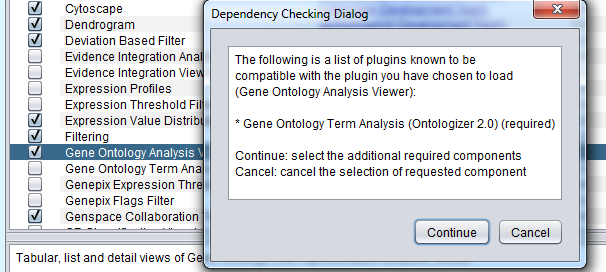 Cytoscape
Dendrogram
Deviation Based Filter
Evidence Integration Anal
Evidence Integration View
Expression Profiles
Expression Threshold Filt
Expression Value Distribu
Filtering
Gene Ontology Analysis V
Gene Ontology Term Anal
Genepix Expression Thre
Genepix Flags Filter
Genspace Collaboration
Dependency Checking Dialog
The following is a list of plugins known to be
compatible with the plugin you have chosen to load
(Gene Ontology Analysis Viewer):
* Gene Ontology Term Analysis (Ontologizer 2.0) (required)
Continue: select the additional required components
Cancel: cancel the selection of requested component
Continue
Cancel
Tabular, list and detail views of Ge